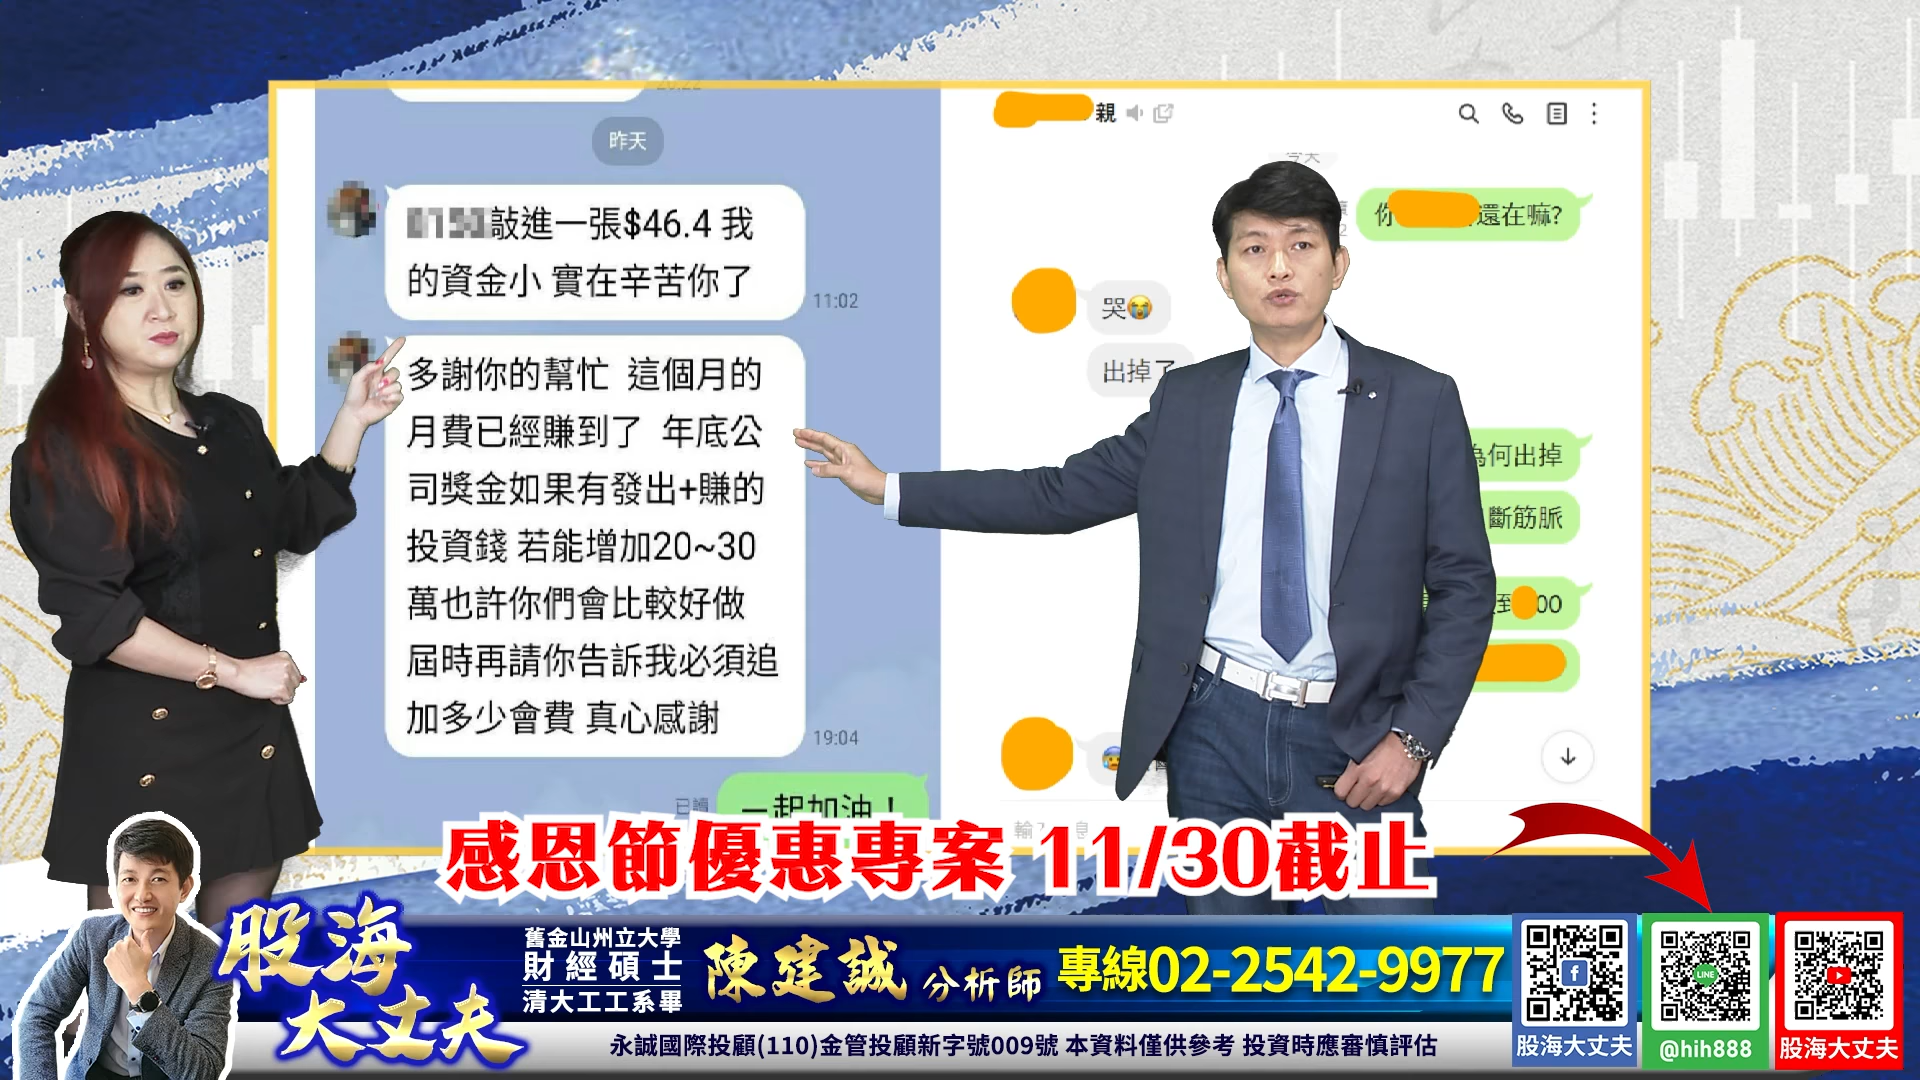 昨天
敲進一張$46.4 我
的資金小 實在辛苦你了
11:02
多謝你的幫忙 這個月的
月費已經賺到了 年底公
司獎金如果有發出+賺的
投資錢 若能增加20~30
萬也許你們會比較好做
屆時再請你告訴我必須追
加多少會費 真心感謝
19:04
已讀
一起加油！
親
今天
你 還在嘛?
哭😭
出掉了
為何出掉
斷筋脈
到 00
感恩節優惠專案 11/30截止
股海
大丈夫
舊金山州立大學
財經碩士
清大工工系畢
陳建誠 分析師
專線02-2542-9977
永誠國際投顧(110)金管投顧新字號009號 本資料僅供參考 投資時應審慎評估
股海大丈夫
LINE
@hih888
股海大丈夫